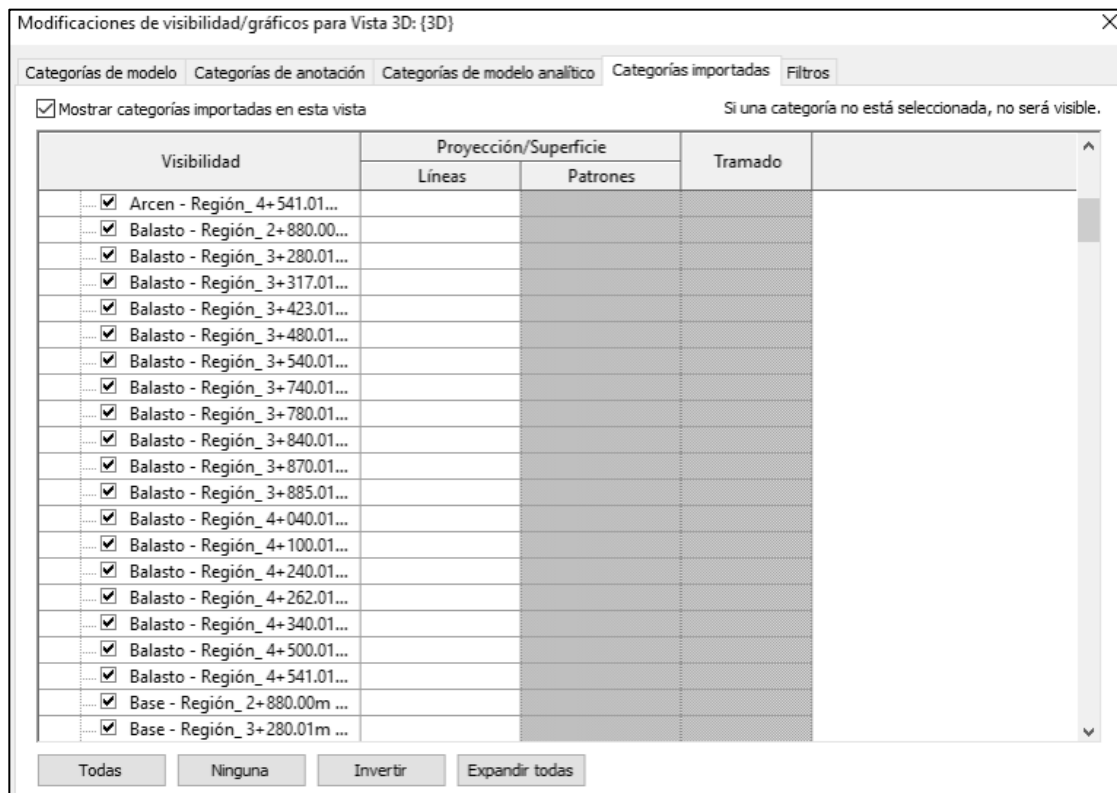 Modificaciones de visibilidad/gráficos para Vista 3D: {3D}
Categorías de modelo Categorías de anotación Categorías de modelo analítico Categorías importadas Filtros
Mostrar categorías importadas en esta vista Si una categoría no está seleccionada, no será visible.
Visibilidad Proyección/Superficie Tramado
Líneas Patrones
Arcen - Región_ 4+541.01...
Balasto - Región_ 2+880.00...
Balasto - Región_ 3+280.01...
Balasto - Región_ 3+317.01...
Balasto - Región_ 3+423.01...
Balasto - Región_ 3+480.01...
Balasto - Región_ 3+540.01...
Balasto - Región_ 3+740.01...
Balasto - Región_ 3+780.01...
Balasto - Región_ 3+840.01...
Balasto - Región_ 3+870.01...
Balasto - Región_ 3+885.01...
Balasto - Región_ 4+040.01...
Balasto - Región_ 4+100.01...
Balasto - Región_ 4+240.01...
Balasto - Región_ 4+262.01...
Balasto - Región_ 4+340.01...
Balasto - Región_ 4+500.01...
Balasto - Región_ 4+541.01...
Base - Región_ 2+880.00m ...
Base - Región_ 3+280.01m ...
Todas Ninguna Invertir Expandir todas